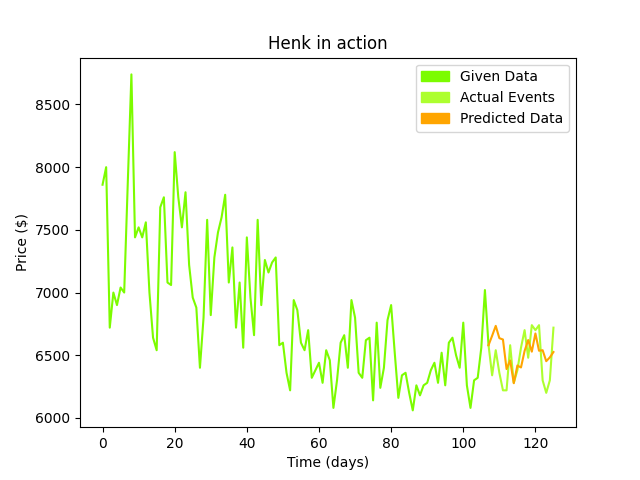 Henk in action
Given Data
Actual Events
Predicted Data
Price ($)
8500
8000
7500
7000
6500
6000
0 20 40 60 80 100 120
Time (days)